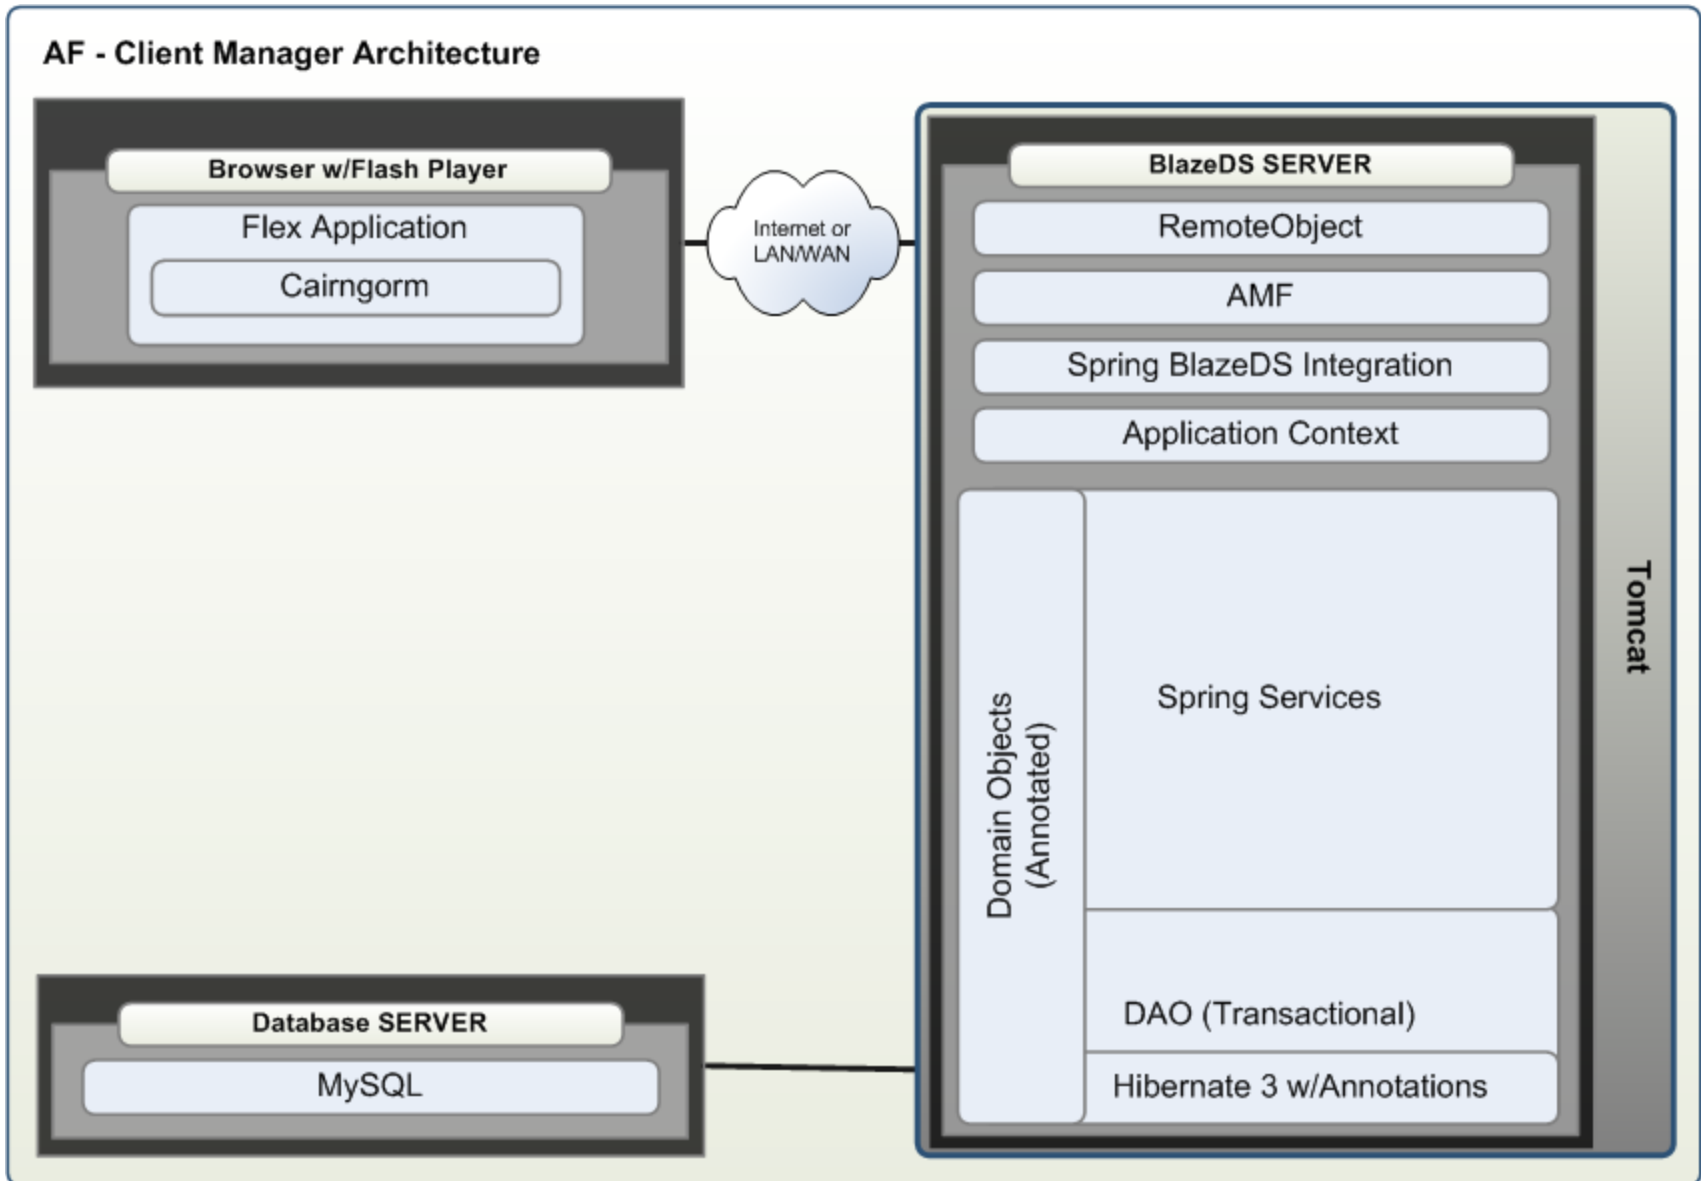 AF - Client Manager Architecture
Browser w/Flash Player
Flex Application
Cairngorm
Internet or
LAN/WAN
BlazeDS SERVER
RemoteObject
AMF
Spring BlazeDS Integration
Application Context
Domain Objects
(Annotated)
Spring Services
DAO (Transactional)
Hibernate 3 w/Annotations
Tomcat
Database SERVER
MySQL